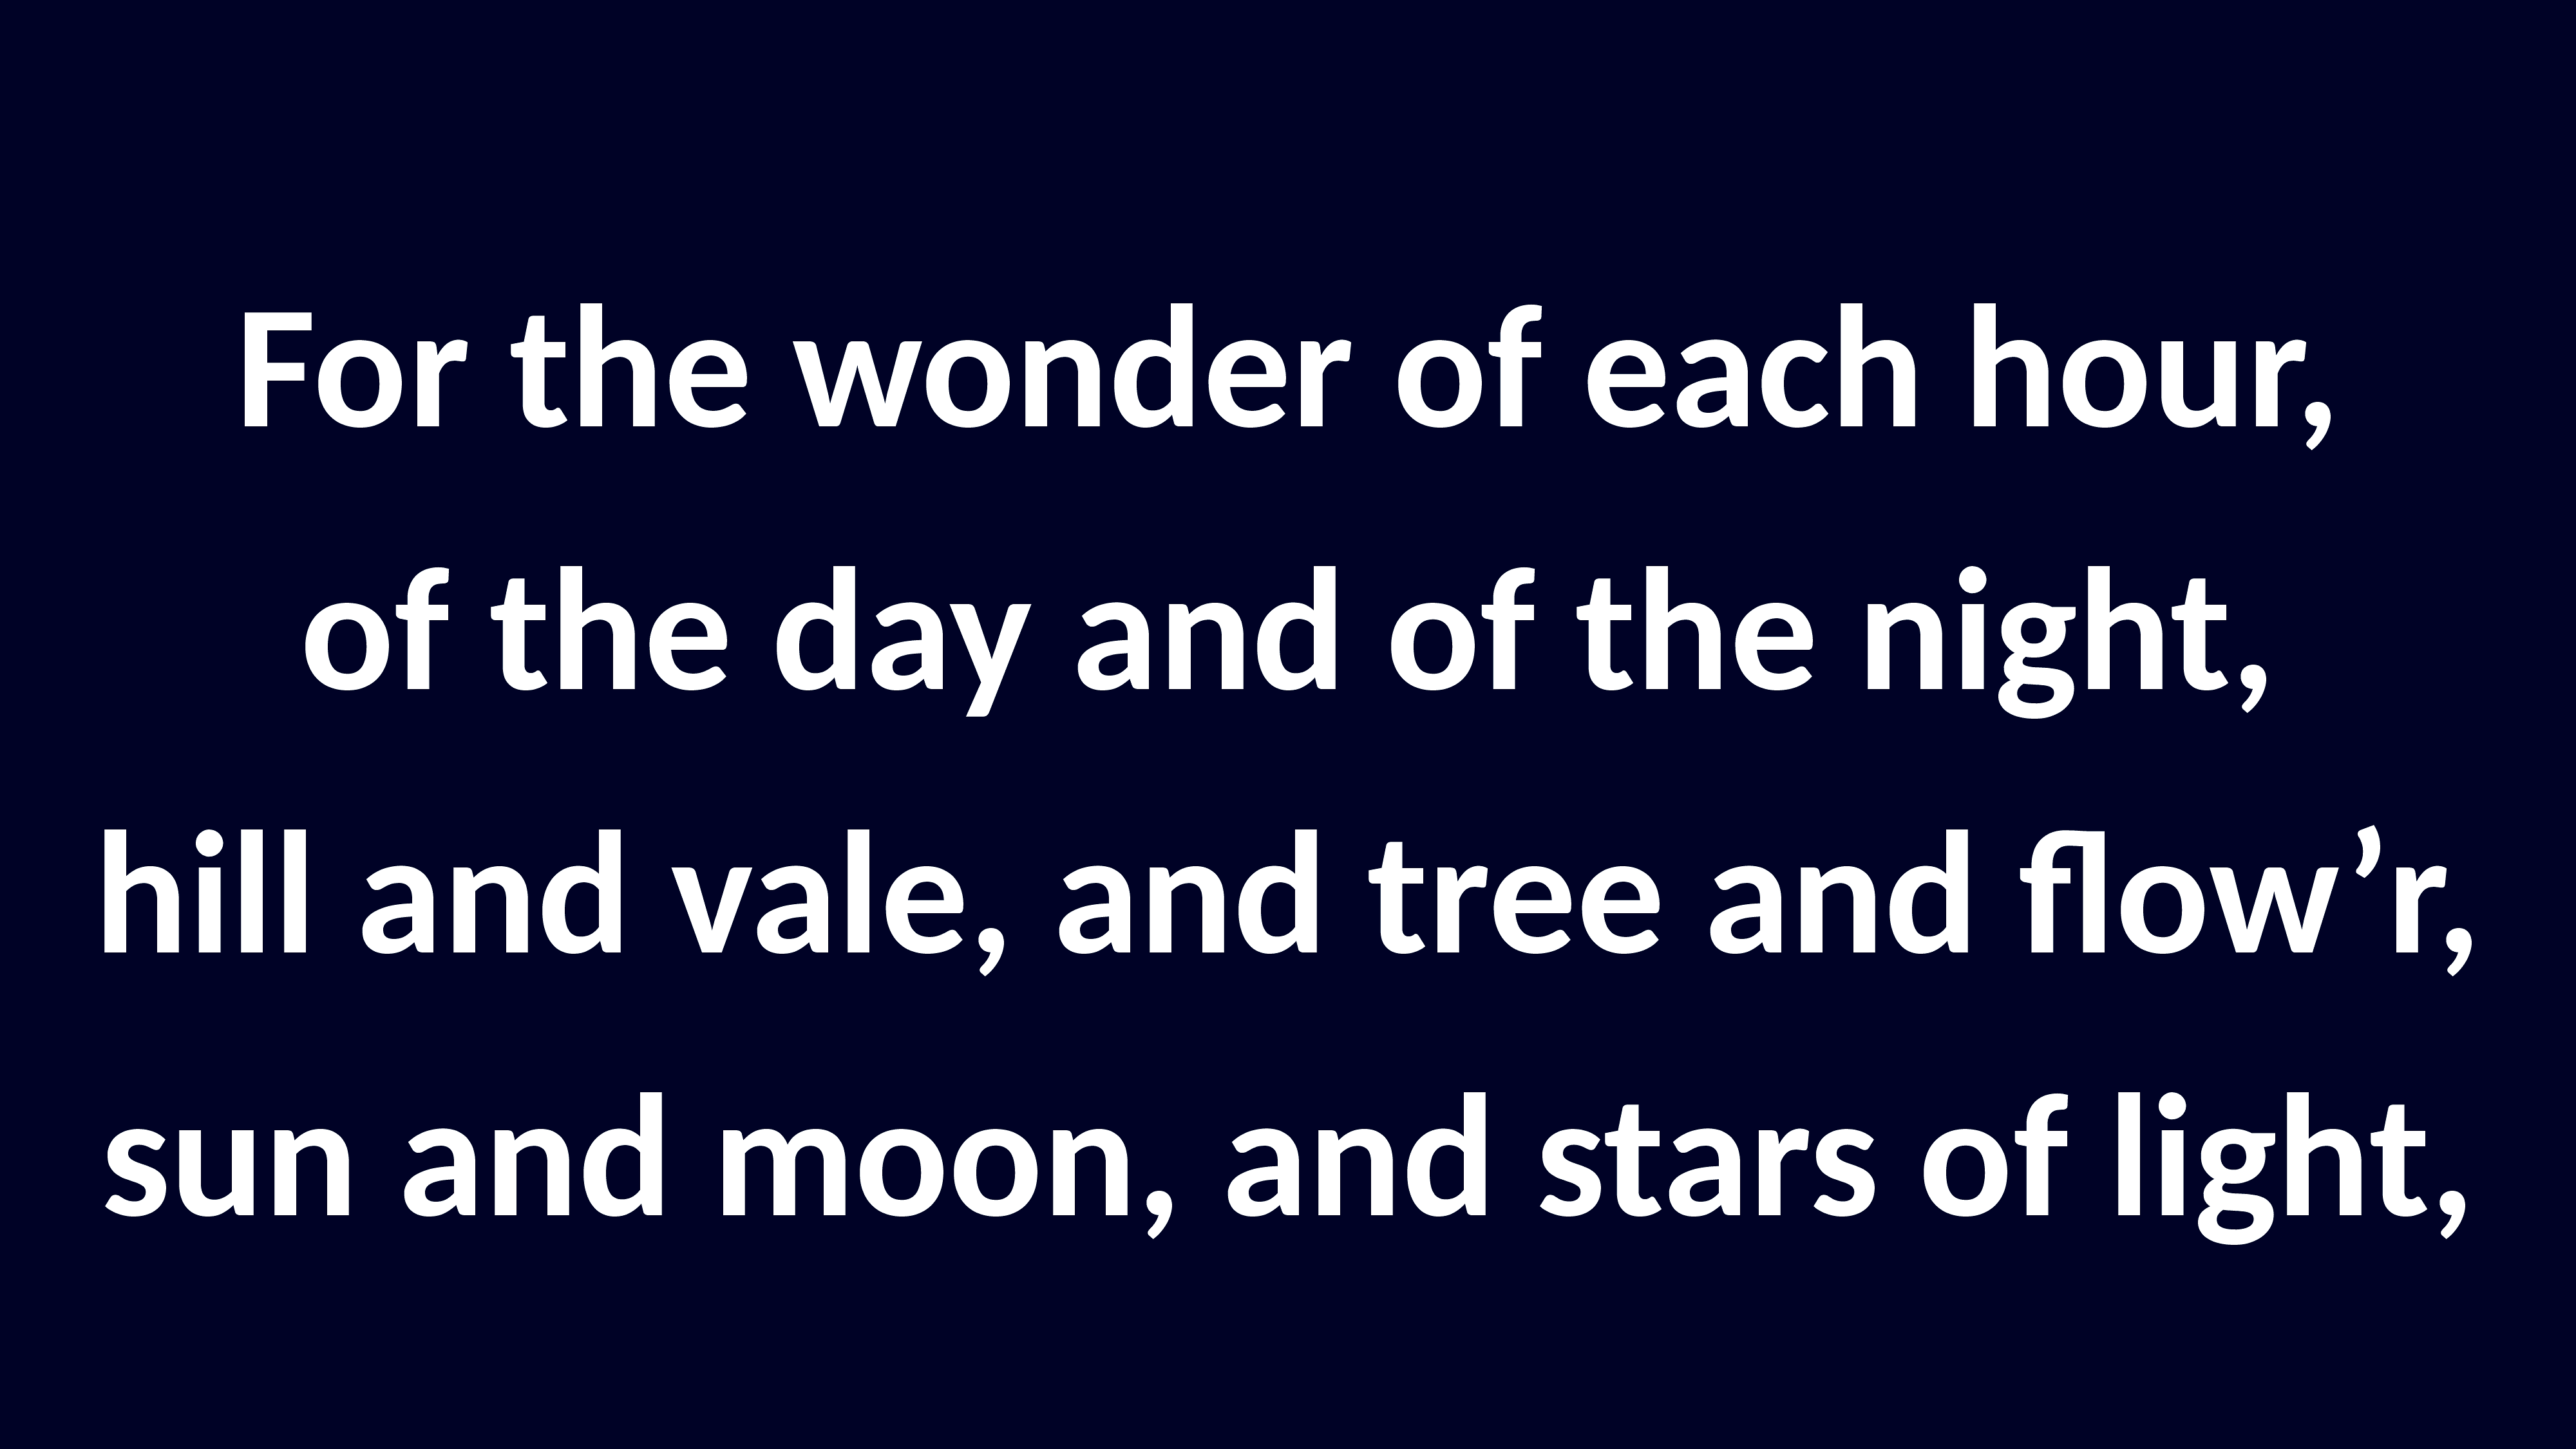 For the wonder of each hour,
of the day and of the night,
hill and vale, and tree and flow’r,
sun and moon, and stars of light,